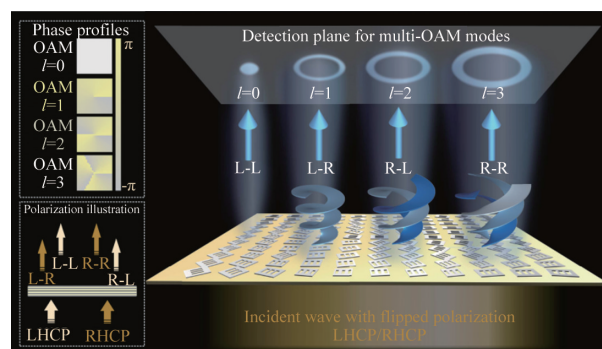 Phase profiles
OAM
l=0
π
OAM
l=1
OAM
l=2
OAM
l=3
-π
Polarization illustration
L-L R-R
L-R R-L
LHCP RHCP
Detection plane for multi-OAM modes
l=0 l=1 l=2 l=3
L-L L-R R-L R-R
Incident wave with flipped polarization
LHCP/RHCP